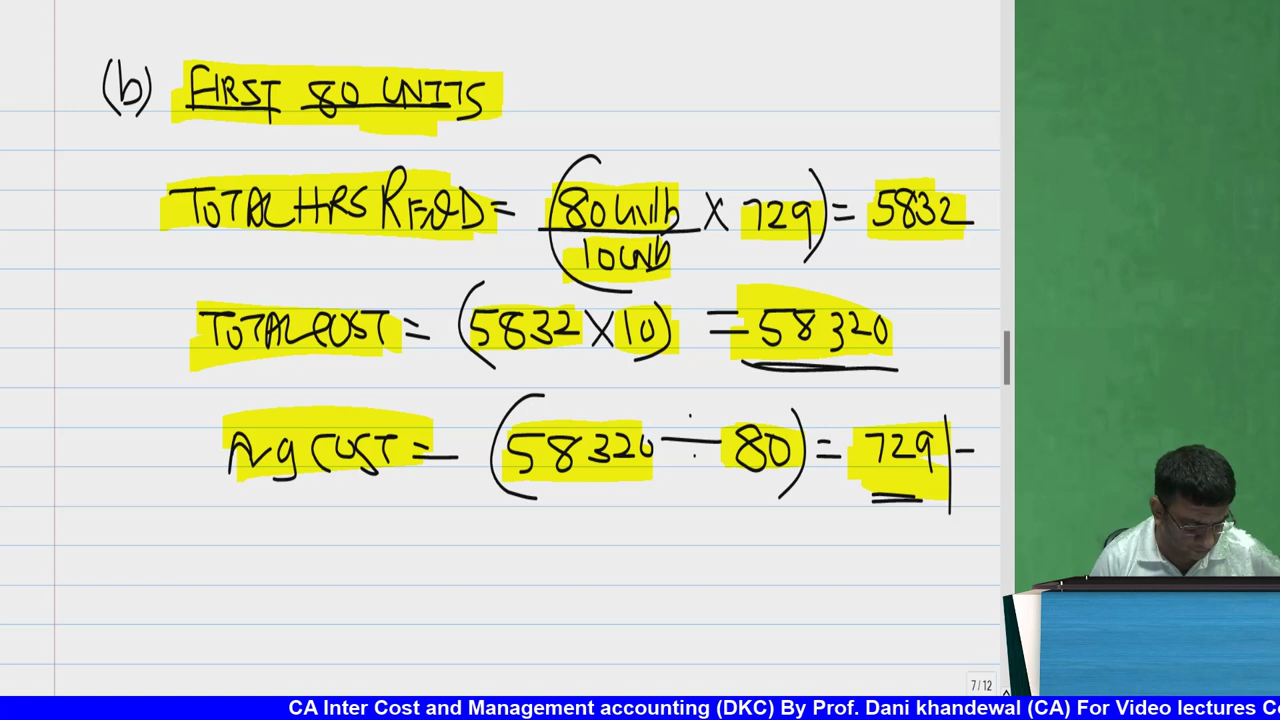 (b) FIRST 80 UNITS
TOTAL HRS REQD = (80 units / 10 units × 729) = 5832
TOTAL COST = (5832 × 10) = 58320
Avg COST = (58320 ÷ 80) = 729/-
7/12
CA Inter Cost and Management accounting (DKC) By Prof. Dani khandewal (CA) For Video lectures Co